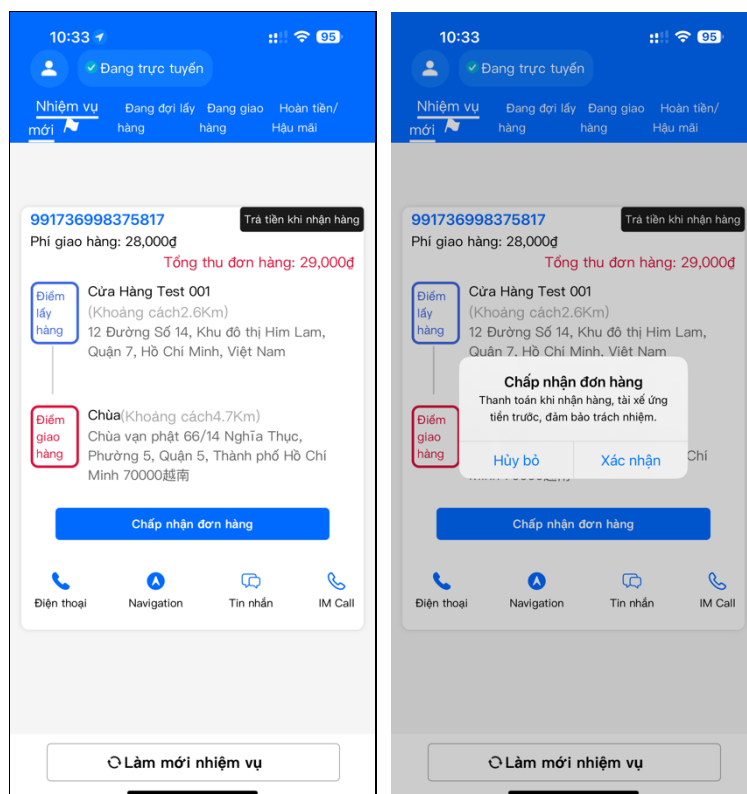 10:33
95
Đang trực tuyến
Nhiệm vụ mới
Đang đợi lấy hàng
Đang giao hàng
Hoàn tiền/ Hậu mãi
991736998375817
Trả tiền khi nhận hàng
Phí giao hàng: 28,000₫
Tổng thu đơn hàng: 29,000₫
Điểm lấy hàng
Cửa Hàng Test 001
(Khoảng cách2.6Km)
12 Đường Số 14, Khu đô thị Him Lam,
Quận 7, Hồ Chí Minh, Việt Nam
Điểm giao hàng
Chùa(Khoảng cách4.7Km)
Chùa vạn phật 66/14 Nghĩa Thục,
Phường 5, Quận 5, Thành phố Hồ Chí
Minh 70000越南
Chấp nhận đơn hàng
Điện thoại
Navigation
Tin nhắn
IM Call
Làm mới nhiệm vụ
10:33
95
Đang trực tuyến
Nhiệm vụ mới
Đang đợi lấy hàng
Đang giao hàng
Hoàn tiền/ Hậu mãi
991736998375817
Trả tiền khi nhận hàng
Phí giao hàng: 28,000₫
Tổng thu đơn hàng: 29,000₫
Điểm lấy hàng
Cửa Hàng Test 001
(Khoảng cách2.6Km)
12 Đường Số 14, Khu đô thị Him Lam,
Quận 7, Hồ Chí Minh, Việt Nam
Chấp nhận đơn hàng
Thanh toán khi nhận hàng, tài xế ứng
tiền trước, đảm bảo trách nhiệm.
Hủy bỏ
Xác nhận
Điểm giao hàng
Chí
Chấp nhận đơn hàng
Điện thoại
Navigation
Tin nhắn
IM Call
Làm mới nhiệm vụ